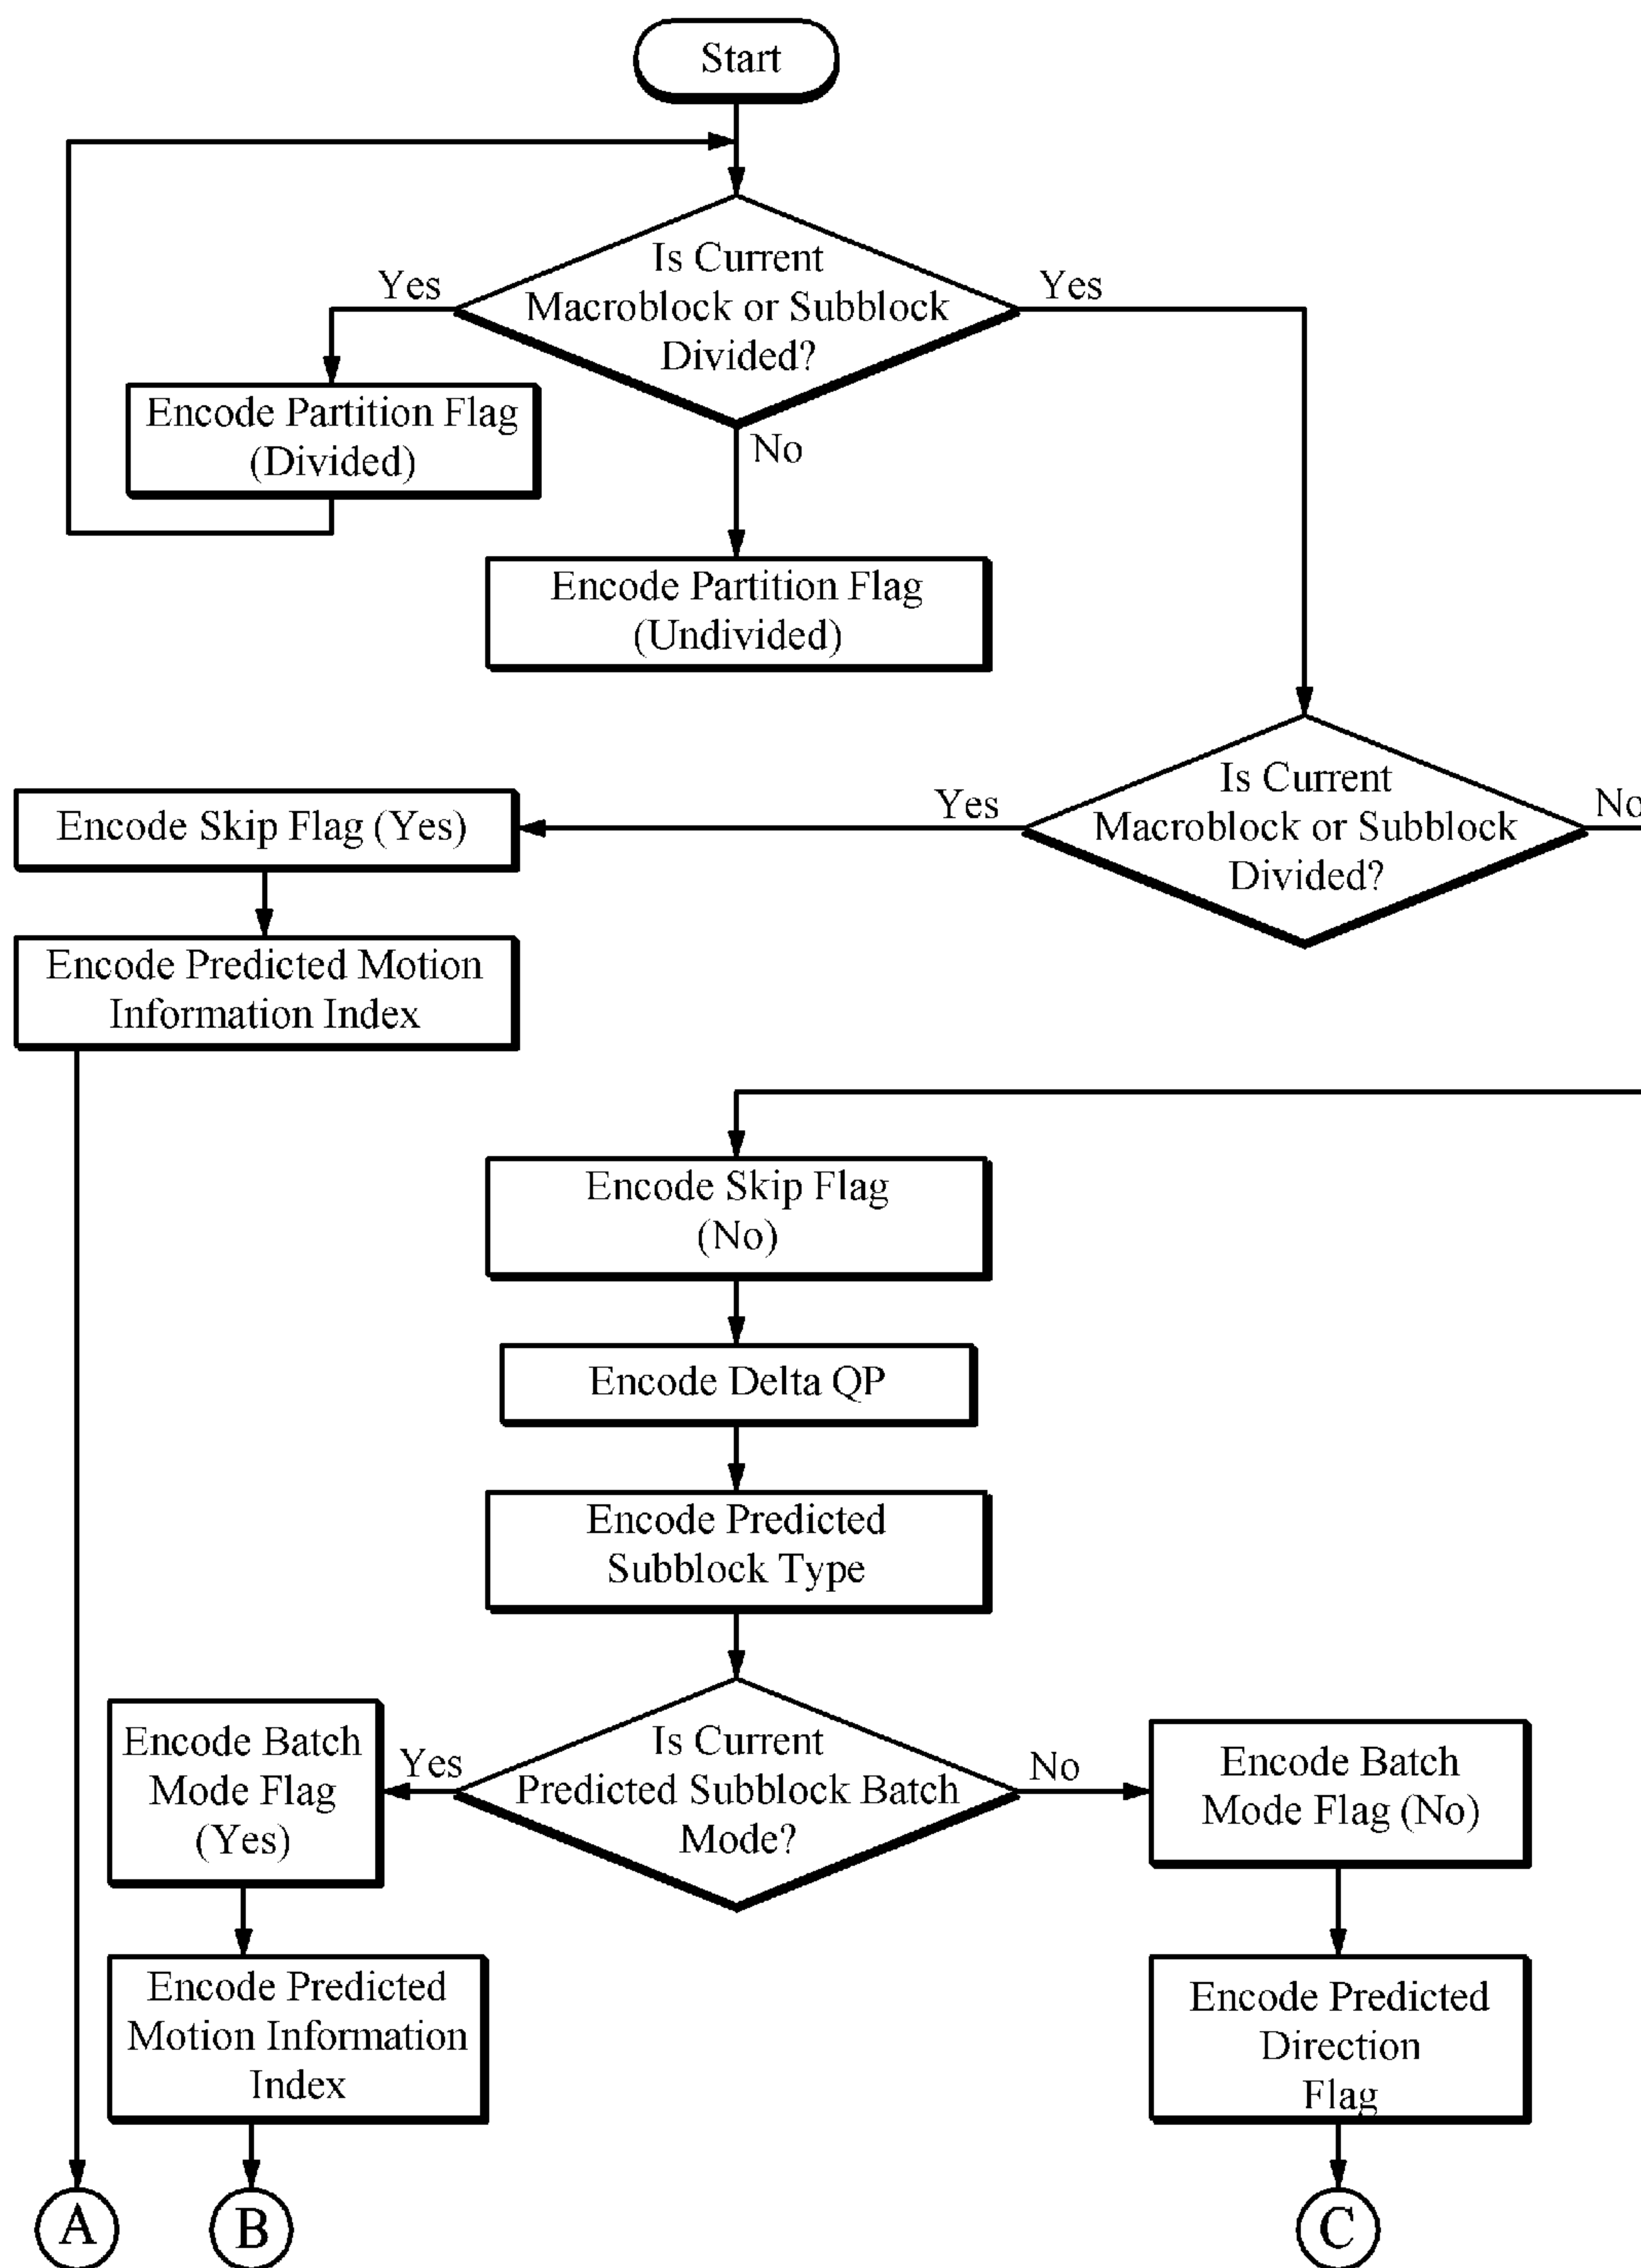 Start
Is Current
Macroblock or Subblock
Divided?
Yes
Yes
No
Encode Partition Flag
(Divided)
Encode Partition Flag
(Undivided)
Is Current
Macroblock or Subblock
Divided?
Yes
No
Encode Skip Flag (Yes)
Encode Predicted Motion
Information Index
Encode Skip Flag
(No)
Encode Delta QP
Encode Predicted
Subblock Type
Is Current
Predicted Subblock Batch
Mode?
Yes
No
Encode Batch
Mode Flag
(Yes)
Encode Batch
Mode Flag (No)
Encode Predicted
Motion Information
Index
Encode Predicted
Direction
Flag
A
B
C